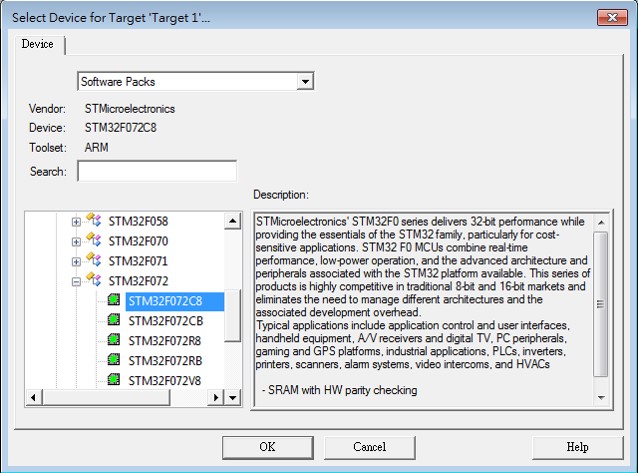 Select Device for Target 'Target 1'...
Device
Software Packs
Vendor: STMicroelectronics
Device: STM32F072C8
Toolset: ARM
Search:
STM32F058
STM32F070
STM32F071
STM32F072
STM32F072C8
STM32F072CB
STM32F072R8
STM32F072RB
STM32F072V8
Description:
STMicroelectronics' STM32F0 series delivers 32-bit performance while
providing the essentials of the STM32 family, particularly for cost-
sensitive applications. STM32 F0 MCUs combine real-time
performance, low-power operation, and the advanced architecture and
peripherals associated with the STM32 platform available. This series of
products is highly competitive in traditional 8-bit and 16-bit markets and
eliminates the need to manage different architectures and the
associated development overhead.
Typical applications include application control and user interfaces,
handheld equipment, A/V receivers and digital TV, PC peripherals,
gaming and GPS platforms, industrial applications, PLCs, inverters,
printers, scanners, alarm systems, video intercoms, and HVACs
- SRAM with HW parity checking
OK
Cancel
Help